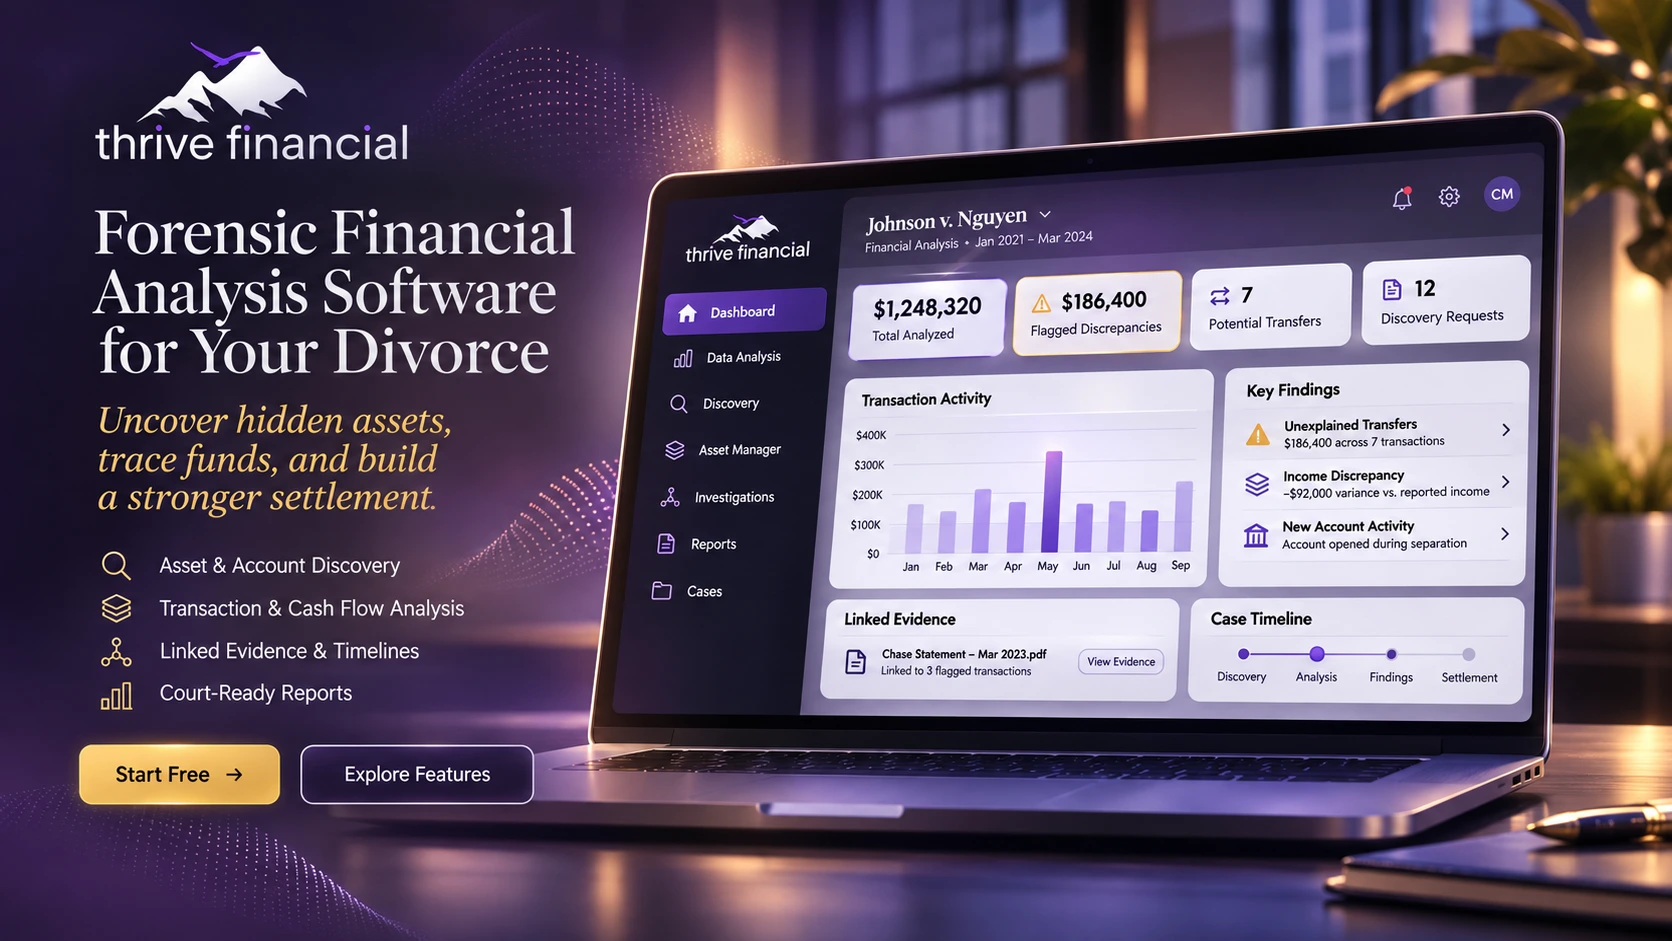 thrive financial
Forensic Financial
Analysis Software
for Your Divorce
Uncover hidden assets,
trace funds, and build
a stronger settlement.
Asset & Account Discovery
Transaction & Cash Flow Analysis
Linked Evidence & Timelines
Court-Ready Reports
Start Free →
Explore Features
thrive financial
Dashboard
Data Analysis
Discovery
Asset Manager
Investigations
Reports
Cases
Johnson v. Nguyen
Financial Analysis • Jan 2021 – Mar 2024
CM
$1,248,320
Total Analyzed
$186,400
Flagged Discrepancies
7
Potential Transfers
12
Discovery Requests
Transaction Activity
$400K
$300K
$200K
$100K
$0
Jan Feb Mar Apr May Jun Jul Aug Sep
Key Findings
Unexplained Transfers
$186,400 across 7 transactions
Income Discrepancy
–$92,000 variance vs. reported income
New Account Activity
Account opened during separation
Linked Evidence
Chase Statement – Mar 2023.pdf
Linked to 3 flagged transactions
View Evidence
Case Timeline
Discovery Analysis Findings Settlement